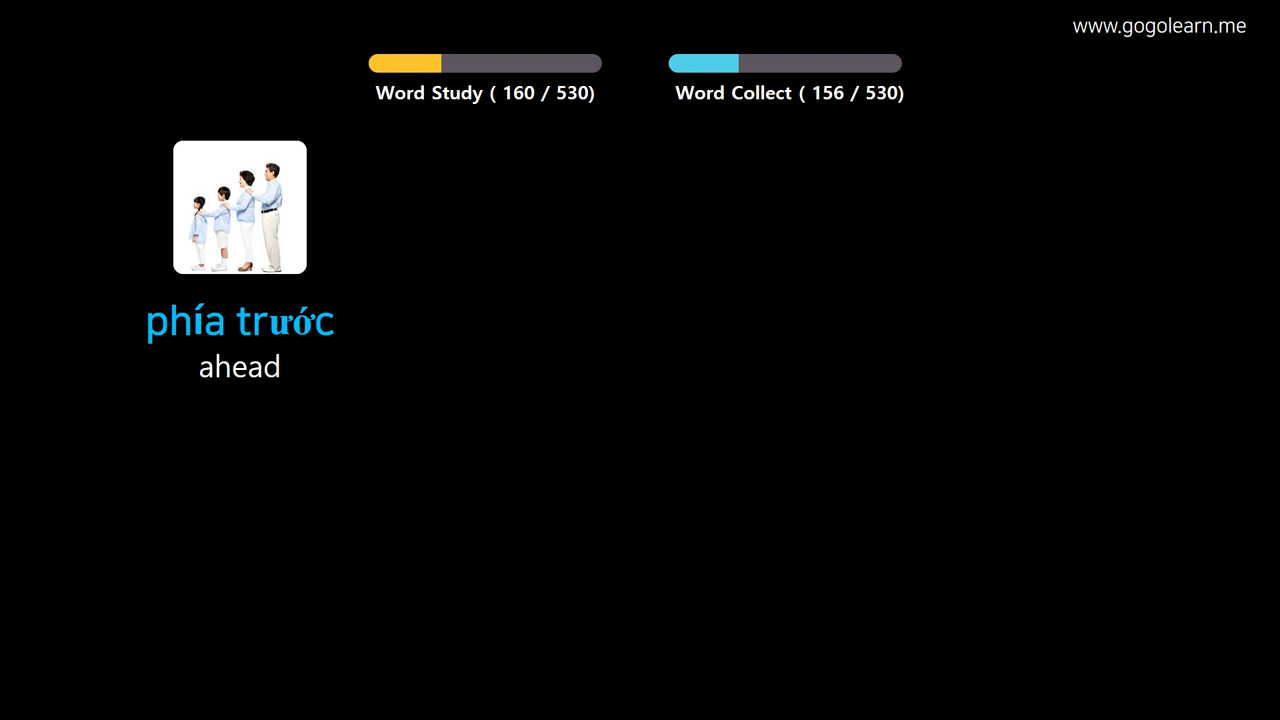 www.gogolearn.me
Word Study ( 160 / 530)
Word Collect ( 156 / 530)
phía trước
ahead